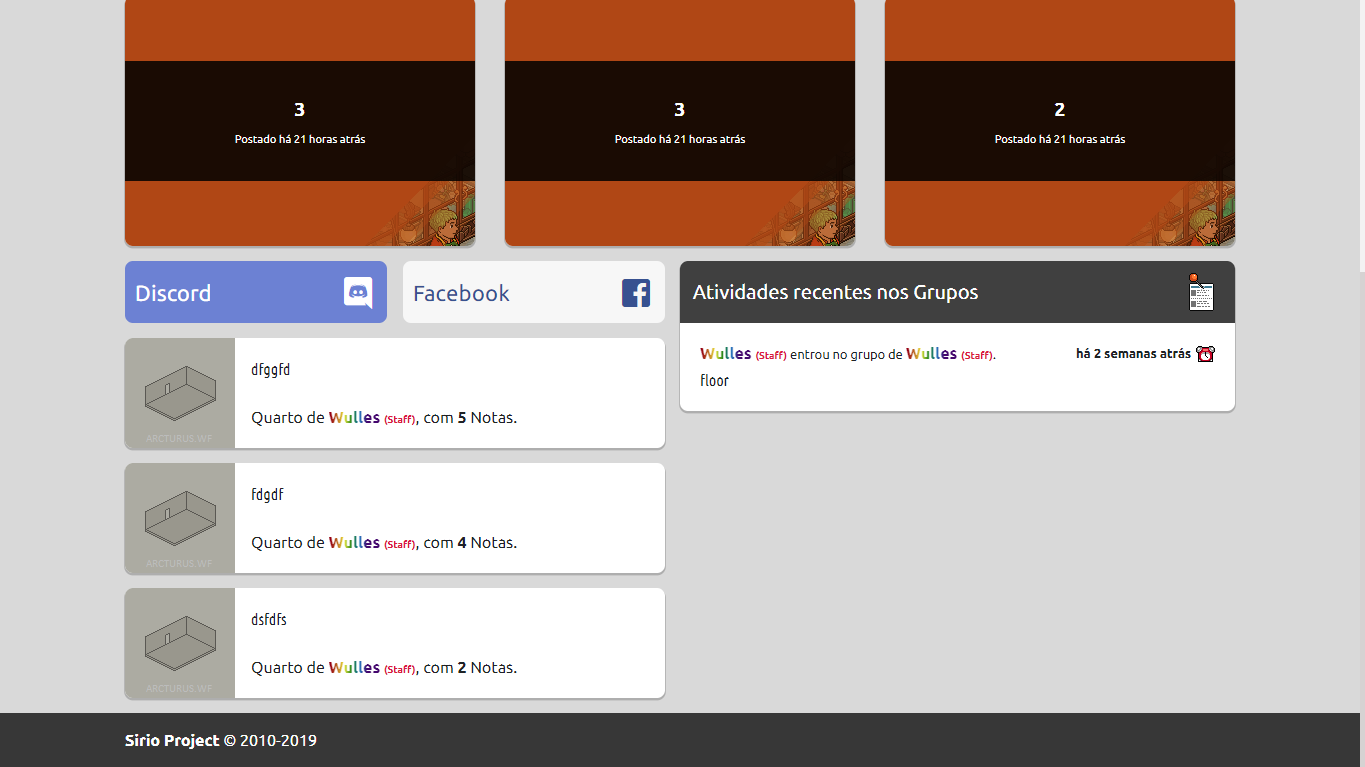 3
Postado há 21 horas atrás
3
Postado há 21 horas atrás
2
Postado há 21 horas atrás
Discord
Facebook
Atividades recentes nos Grupos
Wulles (Staff) entrou no grupo de Wulles (Staff).
há 2 semanas atrás
floor
dfggfd
Quarto de Wulles (Staff), com 5 Notas.
ARCTURUS.WF
fdgdf
Quarto de Wulles (Staff), com 4 Notas.
ARCTURUS.WF
dsfdfs
Quarto de Wulles (Staff), com 2 Notas.
ARCTURUS.WF
Sirio Project © 2010-2019